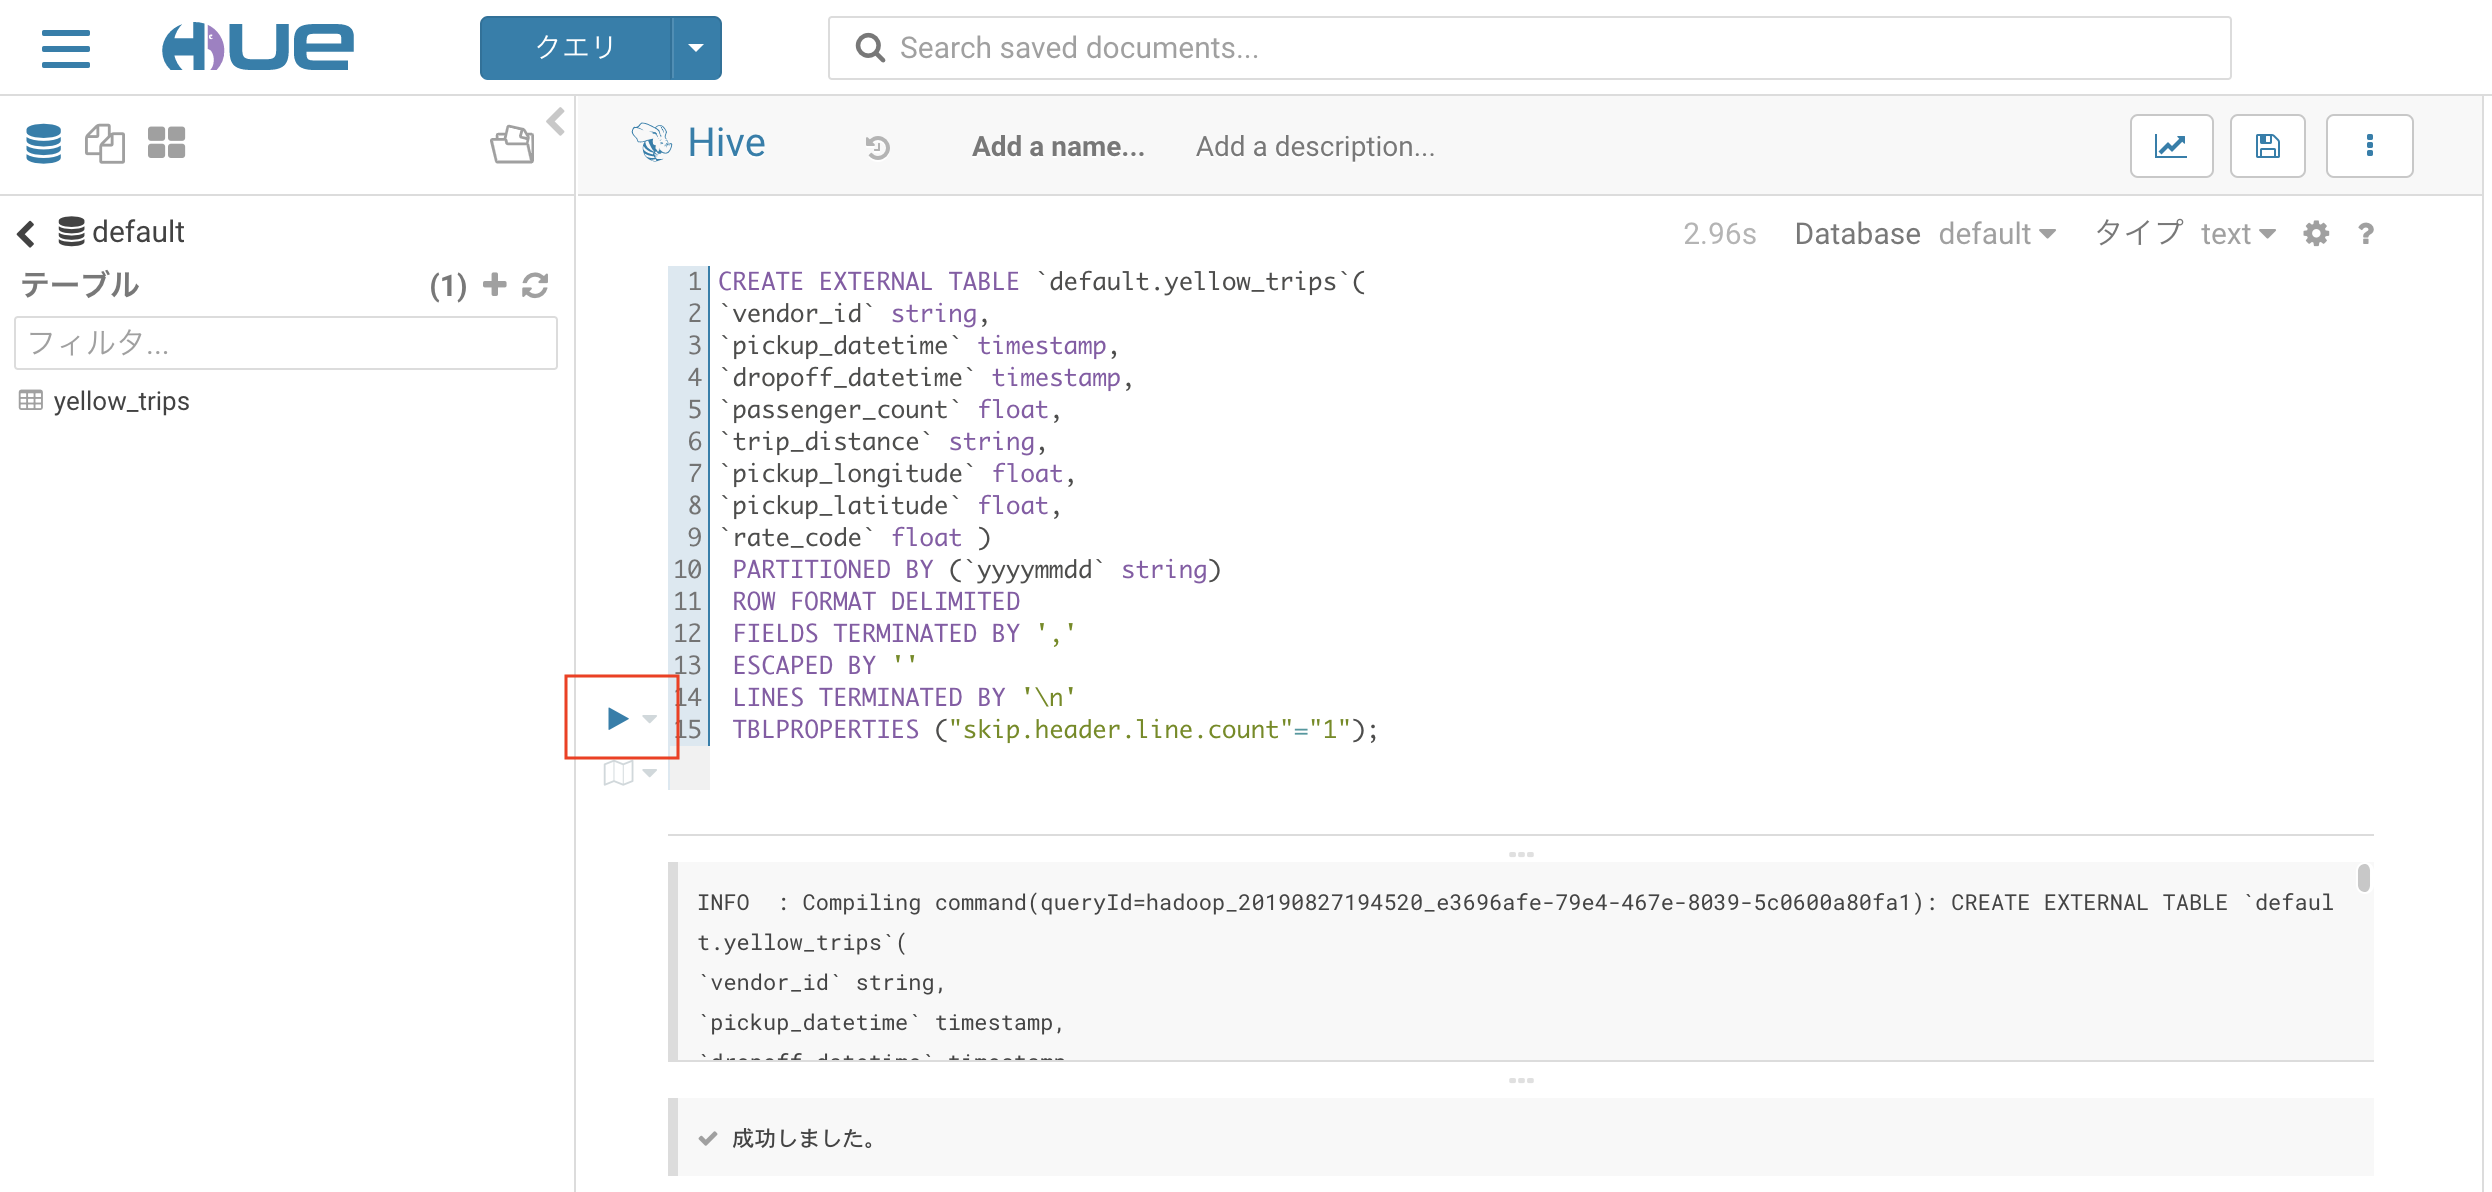 HUE
クエリ
Search saved documents...
Hive
Add a name...
Add a description...
default
テーブル
(1)
フィルタ...
yellow_trips
2.96s Database default タイプ text ?
1 CREATE EXTERNAL TABLE `default.yellow_trips`(
2 `vendor_id` string,
3 `pickup_datetime` timestamp,
4 `dropoff_datetime` timestamp,
5 `passenger_count` float,
6 `trip_distance` string,
7 `pickup_longitude` float,
8 `pickup_latitude` float,
9 `rate_code` float )
10 PARTITIONED BY (`yyyymmdd` string)
11 ROW FORMAT DELIMITED
12 FIELDS TERMINATED BY ','
13 ESCAPED BY ''
14 LINES TERMINATED BY '\n'
15 TBLPROPERTIES ("skip.header.line.count"="1");
INFO  : Compiling command(queryId=hadoop_20190827194520_e3696afe-79e4-467e-8039-5c0600a80fa1): CREATE EXTERNAL TABLE `defaul
t.yellow_trips`(
`vendor_id` string,
`pickup_datetime` timestamp,
`dropoff_datetime` timestamp
成功しました。